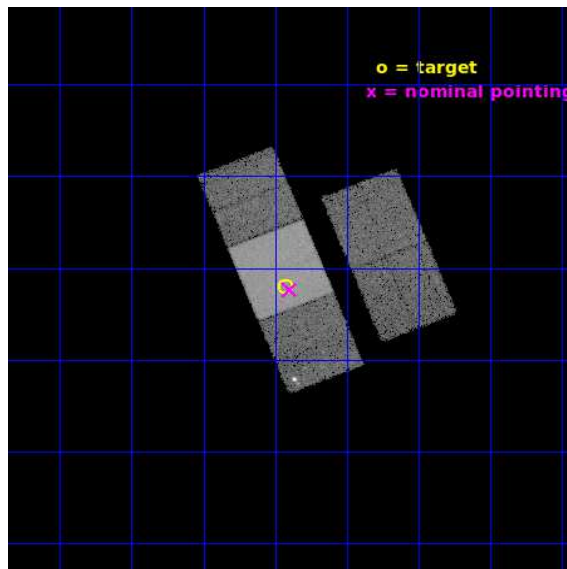 o = target
x = nominal pointing